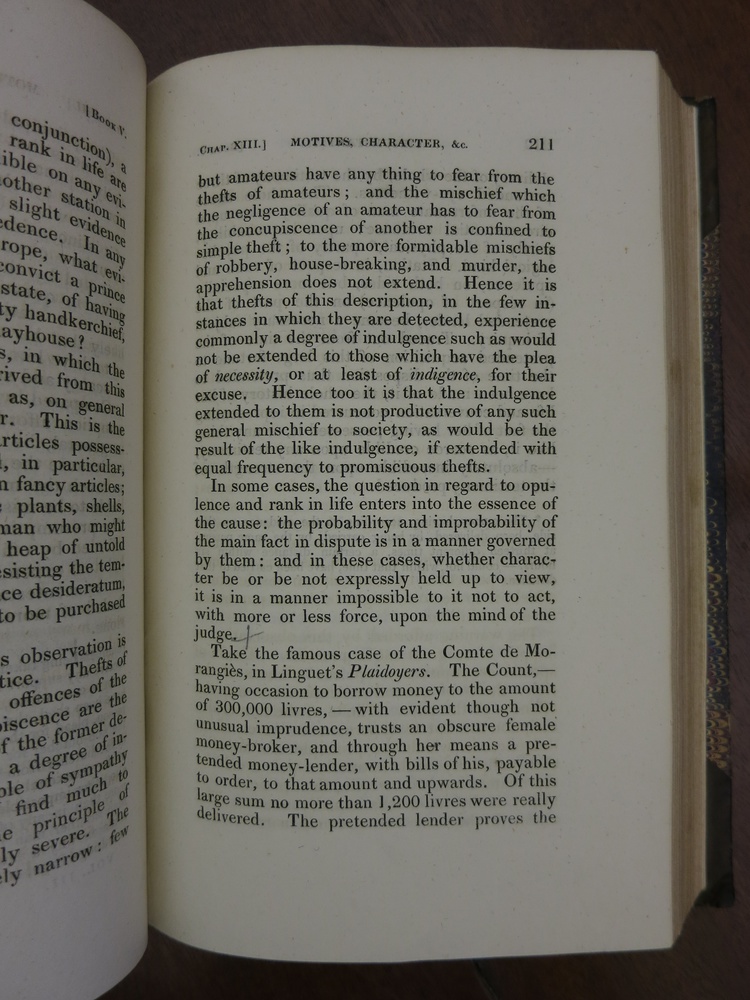 [Book V.
conjunction), a
rank in life are
ible on any evi-
other station in
slight evidence
edence. In any
rope, what evi-
convict a prince
state, of having
ty handkerchief,
ayhouse?
s, in which the
rived from this
as, on general
r. This is the
rticles possess-
l, in particular,
n fancy articles;
plants, shells,
man who might
heap of untold
esisting the tem-
ce desideratum,
to be purchased
s observation is
tice. Thefts of
offences of the
piscence are the
f the former de-
a degree of in-
ple of sympathy
find much to
e principle of
ly severe. The
ely narrow: few
CHAP. XIII.] MOTIVES, CHARACTER, &c. 211
but amateurs have any thing to fear from the
thefts of amateurs; and the mischief which
the negligence of an amateur has to fear from
the concupiscence of another is confined to
simple theft; to the more formidable mischiefs
of robbery, house-breaking, and murder, the
apprehension does not extend. Hence it is
that thefts of this description, in the few in-
stances in which they are detected, experience
commonly a degree of indulgence such as would
not be extended to those which have the plea
of necessity, or at least of indigence, for their
excuse. Hence too it is that the indulgence
extended to them is not productive of any such
general mischief to society, as would be the
result of the like indulgence, if extended with
equal frequency to promiscuous thefts.
In some cases, the question in regard to opu-
lence and rank in life enters into the essence of
the cause: the probability and improbability of
the main fact in dispute is in a manner governed
by them: and in these cases, whether charac-
ter be or be not expressly held up to view,
it is in a manner impossible to it not to act,
with more or less force, upon the mind of the
judge.
Take the famous case of the Comte de Mo-
rangiès, in Linguet's Plaidoyers. The Count,—
having occasion to borrow money to the amount
of 300,000 livres,—with evident though not
unusual imprudence, trusts an obscure female
money-broker, and through her means a pre-
tended money-lender, with bills of his, payable
to order, to that amount and upwards. Of this
large sum no more than 1,200 livres were really
delivered. The pretended lender proves the